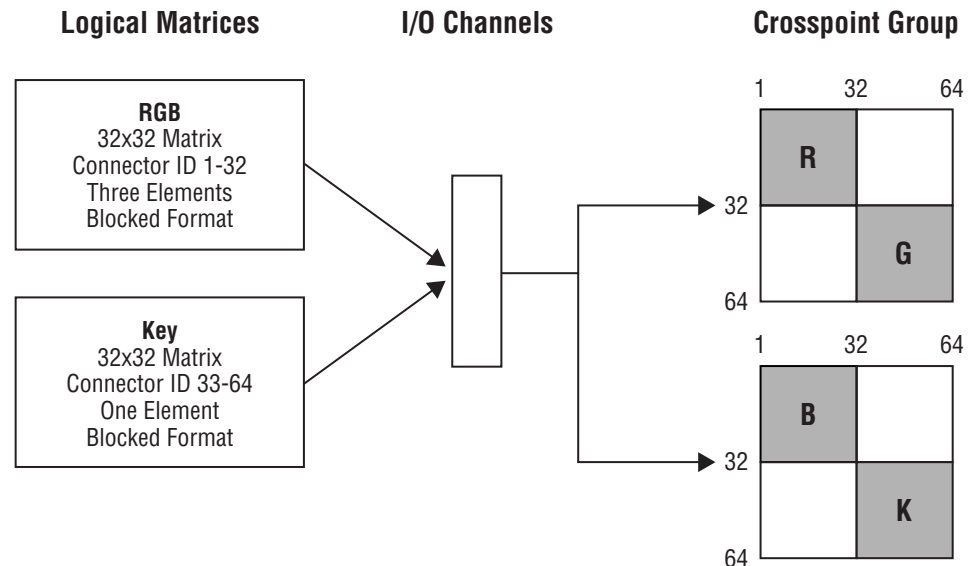 Logical Matrices
I/O Channels
Crosspoint Group
RGB
32x32 Matrix
Connector ID 1-32
Three Elements
Blocked Format
Key
32x32 Matrix
Connector ID 33-64
One Element
Blocked Format
1 32 64
R
32
G
64
1 32 64
B
32
K
64